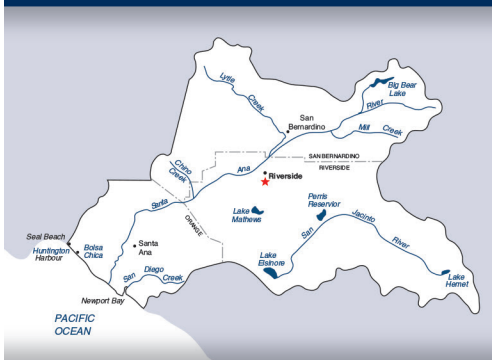 Lytle
Creek
Big Bear
Lake
River
San
Bernardino
Mill Creek
SAN BERNARDINO
RIVERSIDE
Chino
Creek
Ana
Riverside
Santa
ORANGE
Lake
Mathews
Perris
Reservior
San Jacinto River
Seal Beach
Huntington
Harbour
Bolsa
Chica
Santa
Ana
San Diego Creek
Lake
Elsinore
Lake
Hemet
Newport Bay
PACIFIC
OCEAN